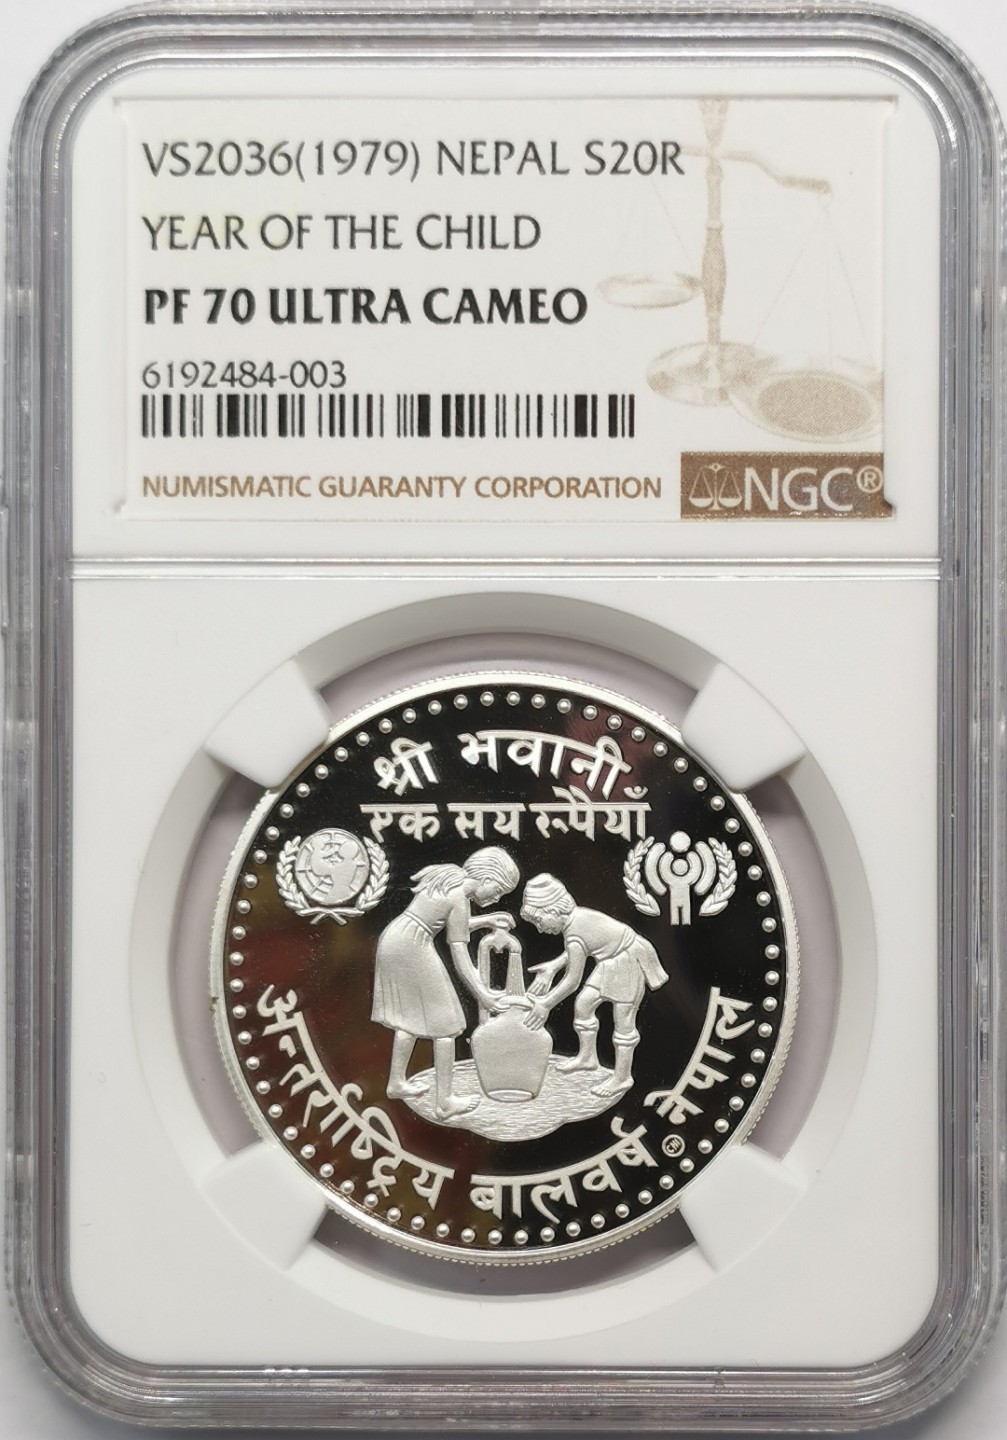 VS2036(1979) NEPAL S20R
YEAR OF THE CHILD
PF 70 ULTRA CAMEO
6192484-003
NUMISMATIC GUARANTY CORPORATION
NGC®
श्री भवानी
एक सय रूपैयाँ
अन्तर्राष्ट्रिय बालवर्ष नेपाल
CHI